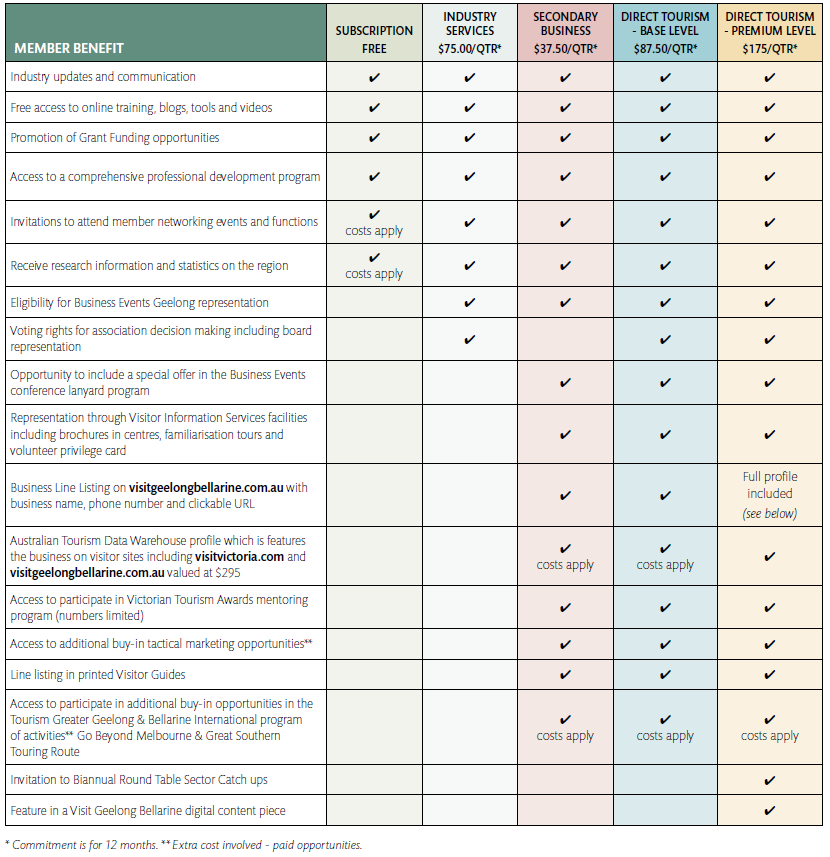 MEMBER BENEFIT
SUBSCRIPTION
FREE
INDUSTRY
SERVICES
$75.00/QTR*
SECONDARY
BUSINESS
$37.50/QTR*
DIRECT TOURISM
- BASE LEVEL
$87.50/QTR*
DIRECT TOURISM
- PREMIUM LEVEL
$175/QTR*
Industry updates and communication
✔ ✔ ✔ ✔ ✔
Free access to online training, blogs, tools and videos
✔ ✔ ✔ ✔ ✔
Promotion of Grant Funding opportunities
✔ ✔ ✔ ✔ ✔
Access to a comprehensive professional development program
✔ ✔ ✔ ✔ ✔
Invitations to attend member networking events and functions
✔ ✔ ✔ ✔ ✔
costs apply
Receive research information and statistics on the region
✔ ✔ ✔ ✔ ✔
costs apply
Eligibility for Business Events Geelong representation
✔ ✔ ✔ ✔
Voting rights for association decision making including board
representation
✔ ✔ ✔
Opportunity to include a special offer in the Business Events
conference lanyard program
✔ ✔ ✔
Representation through Visitor Information Services facilities
including brochures in centres, familiarisation tours and
volunteer privilege card
✔ ✔ ✔
Business Line Listing on visitgeelongbellarine.com.au with
business name, phone number and clickable URL
✔ ✔
Full profile
included
(see below)
Australian Tourism Data Warehouse profile which is features
the business on visitor sites including visitvictoria.com and
visitgeelongbellarine.com.au valued at $295
✔ ✔ ✔
costs apply costs apply
Access to participate in Victorian Tourism Awards mentoring
program (numbers limited)
✔ ✔ ✔
Access to additional buy-in tactical marketing opportunities**
✔ ✔ ✔
Line listing in printed Visitor Guides
✔ ✔ ✔
Access to participate in additional buy-in opportunities in the
Tourism Greater Geelong & Bellarine International program
of activities** Go Beyond Melbourne & Great Southern
Touring Route
✔ ✔ ✔
costs apply costs apply costs apply
Invitation to Biannual Round Table Sector Catch ups
✔
Feature in a Visit Geelong Bellarine digital content piece
✔
* Commitment is for 12 months. ** Extra cost involved - paid opportunities.